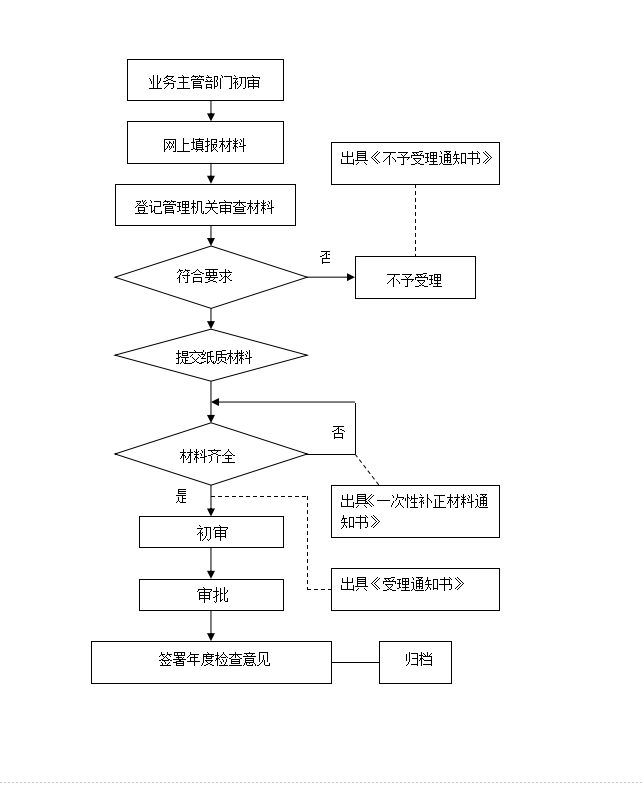 业务主管部门初审
网上填报材料
出具《不予受理通知书》
登记管理机关审查材料
否
符合要求
不予受理
提交纸质材料
否
材料齐全
是
出具《一次性补正材料通
知书》
初审
出具《受理通知书》
审批
签署年度检查意见
归档